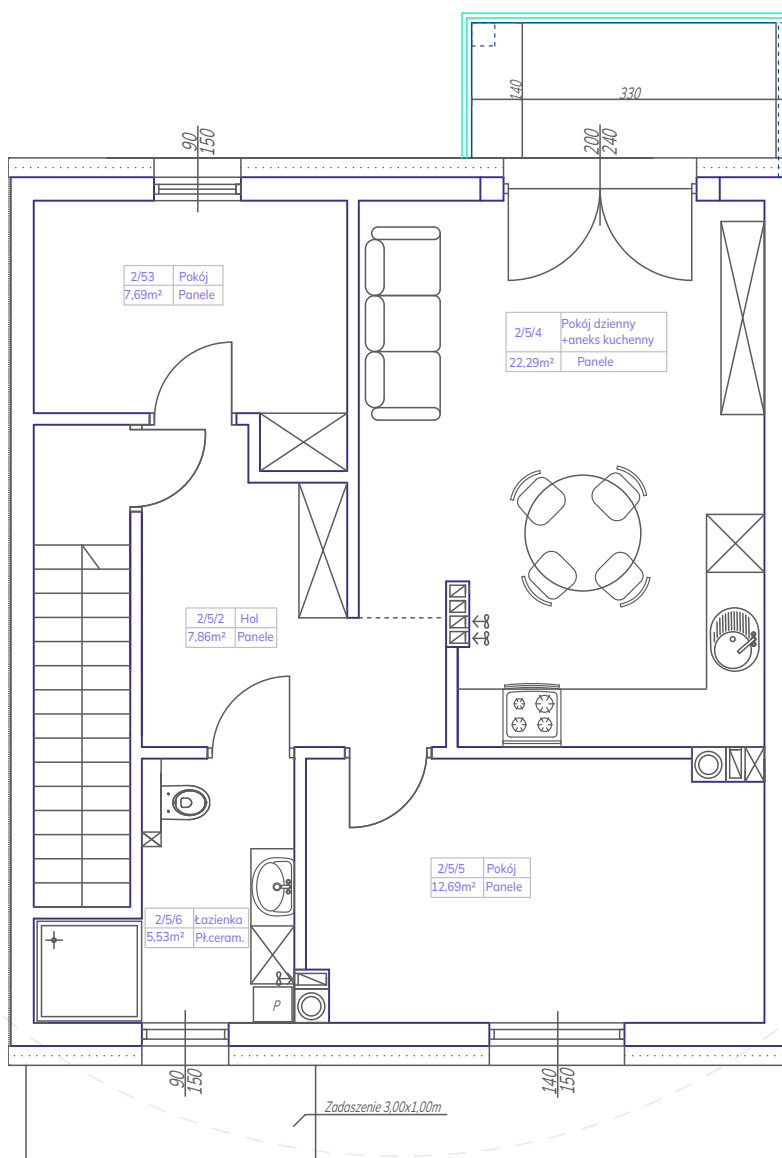 140
330
90
150
200
240
2/53 Pokój
7,69m² Panele
2/5/4 Pokój dzienny
+aneks kuchenny
22,29m² Panele
2/5/2 Hol
7,86m² Panele
2/5/5 Pokój
12,69m² Panele
2/5/6 Łazienka
5,53m² Pł.ceram.
P
90
150
140
150
Zadaszenie 3,00x1,00m